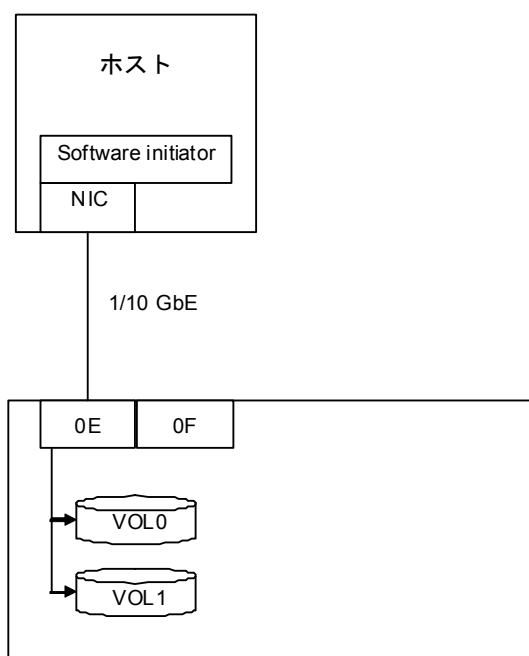 ホスト
Software initiator
NIC
1/10 GbE
0E
0F
VOL0
VOL1